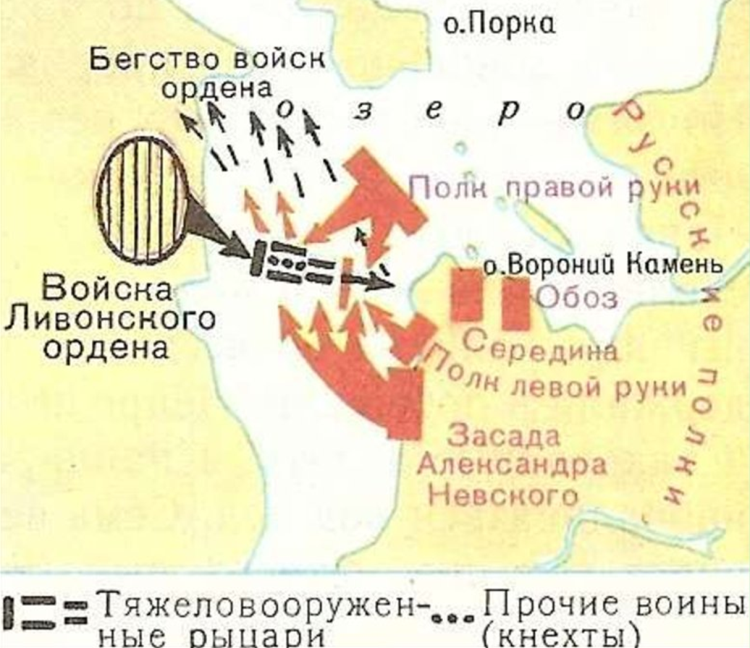 о.Порка
Бегство войск
ордена
озеро
Русские полки
Полк правой руки
о.Вороний Камень
Обоз
Войска
Ливонского
ордена
Середина
Полк левой руки
Засада
Александра
Невского
Тяжеловооружен-
ные рыцари
Прочие воины
(кнехты)